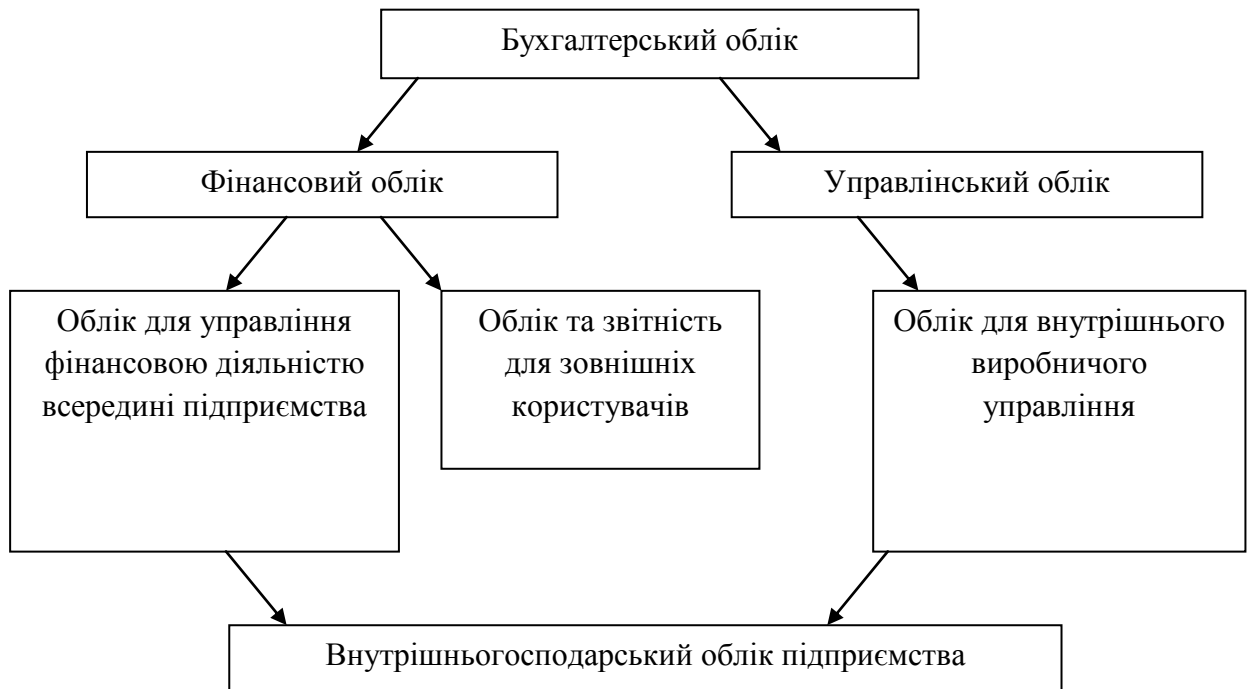 Бухгалтерський облік
Фінансовий облік
Управлінський облік
Облік для управління
фінансовою діяльністю
всередині підприємства
Облік та звітність
для зовнішніх
користувачів
Облік для внутрішнього
виробничого
управління
Внутрішньогосподарський облік підприємства